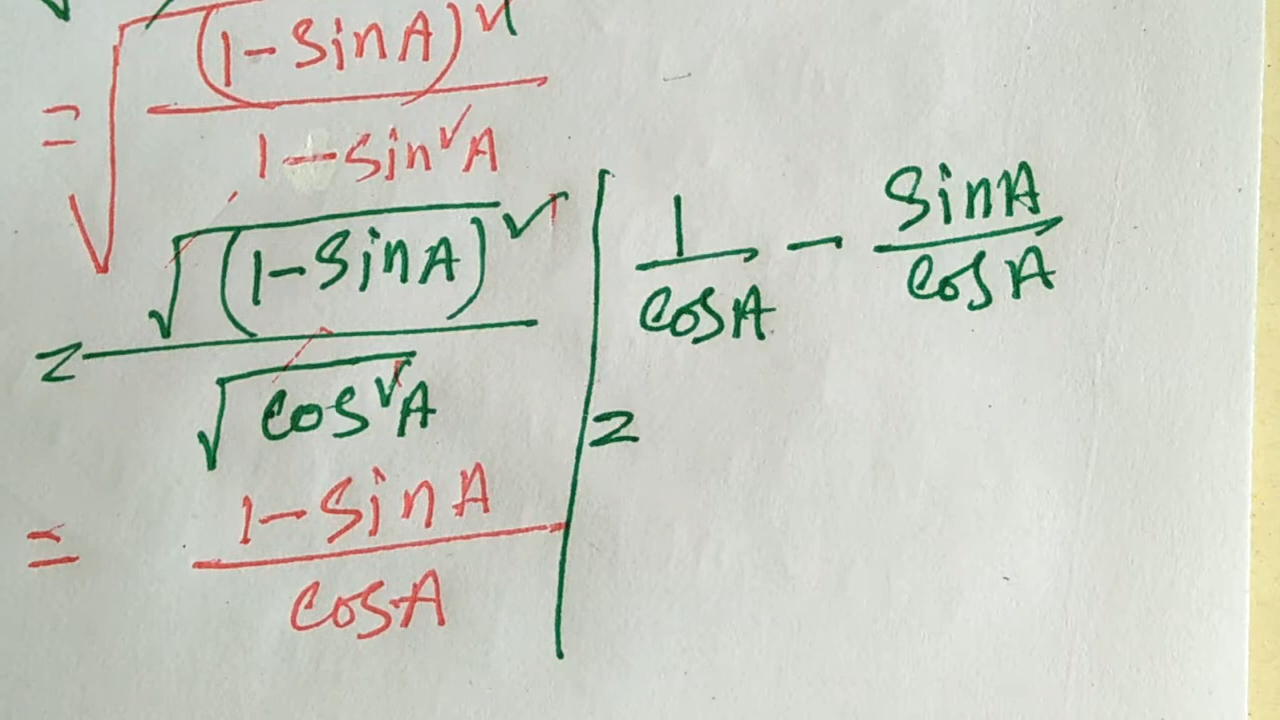 = √((1-SinA)²
/ 1-Sin²A)
= √(1-SinA)² / √cos²A
= 1-SinA / cosA
1/cosA - SinA/cosA
=